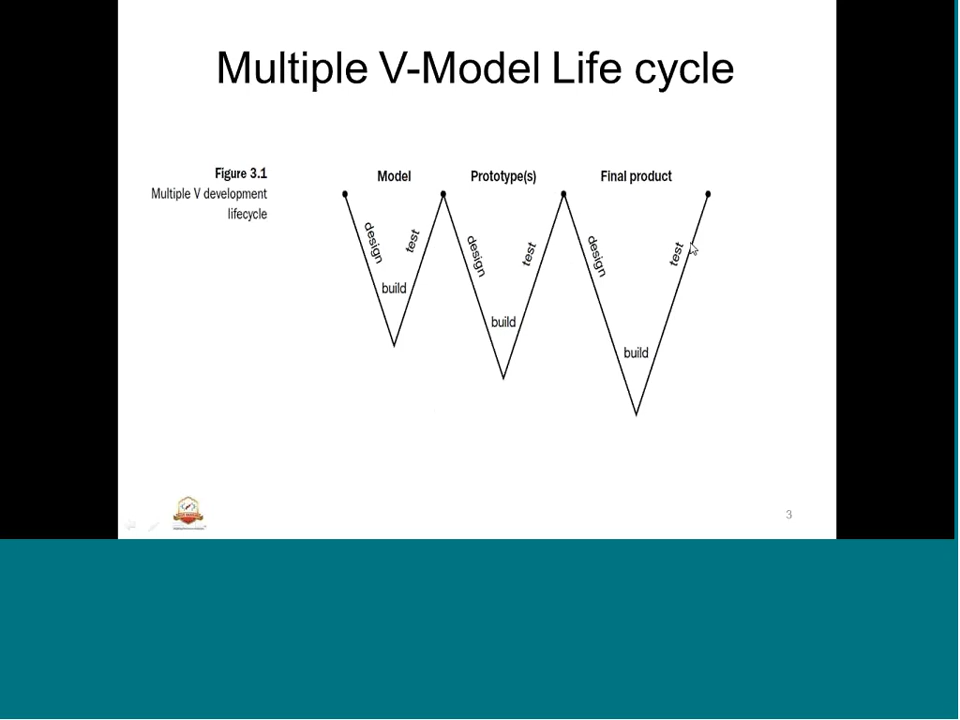 Multiple V-Model Life cycle
Figure 3.1
Multiple V development
lifecycle
Model
Prototype(s)
Final product
design
test
build
design
test
build
design
test
build
3